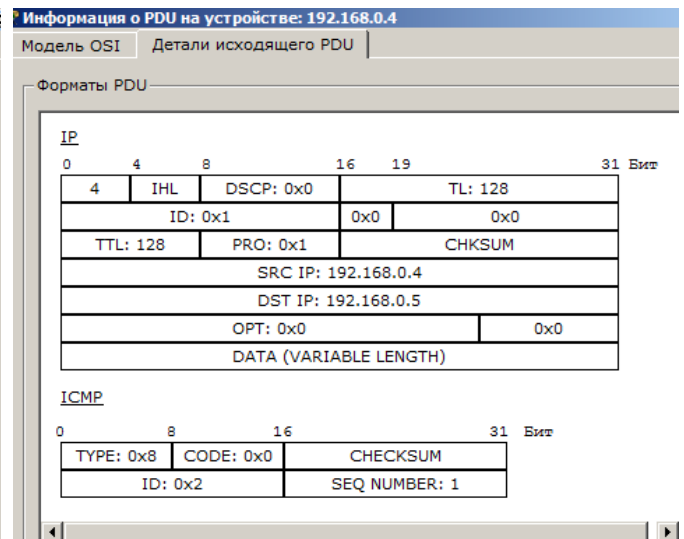 Информация о PDU на устройстве: 192.168.0.4
Модель OSI Детали исходящего PDU
Форматы PDU
IP
0 4 8 16 19 31 Бит
4 IHL DSCP: 0x0 TL: 128
ID: 0x1 0x0 0x0
TTL: 128 PRO: 0x1 CHKSUM
SRC IP: 192.168.0.4
DST IP: 192.168.0.5
OPT: 0x0 0x0
DATA (VARIABLE LENGTH)
ICMP
0 8 16 31 Бит
TYPE: 0x8 CODE: 0x0 CHECKSUM
ID: 0x2 SEQ NUMBER: 1